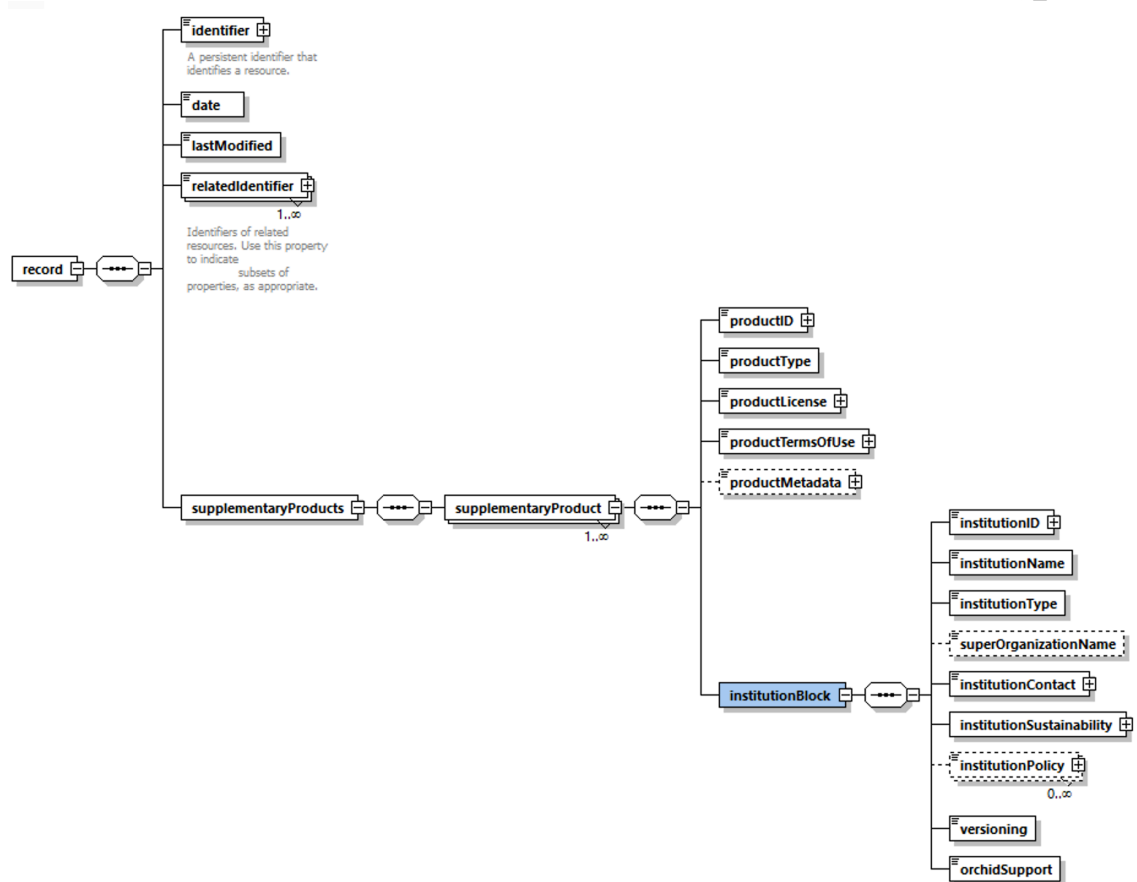 identifier
A persistent identifier that
identifies a resource.
date
lastModified
relatedIdentifier
1..∞
Identifiers of related
resources. Use this property
to indicate
subsets of
properties, as appropriate.
record
productID
productType
productLicense
productTermsOfUse
productMetadata
supplementaryProducts
supplementaryProduct
1..∞
institutionID
institutionName
institutionType
superOrganizationName
institutionContact
institutionBlock
institutionSustainability
institutionPolicy
0..∞
versioning
orchidSupport